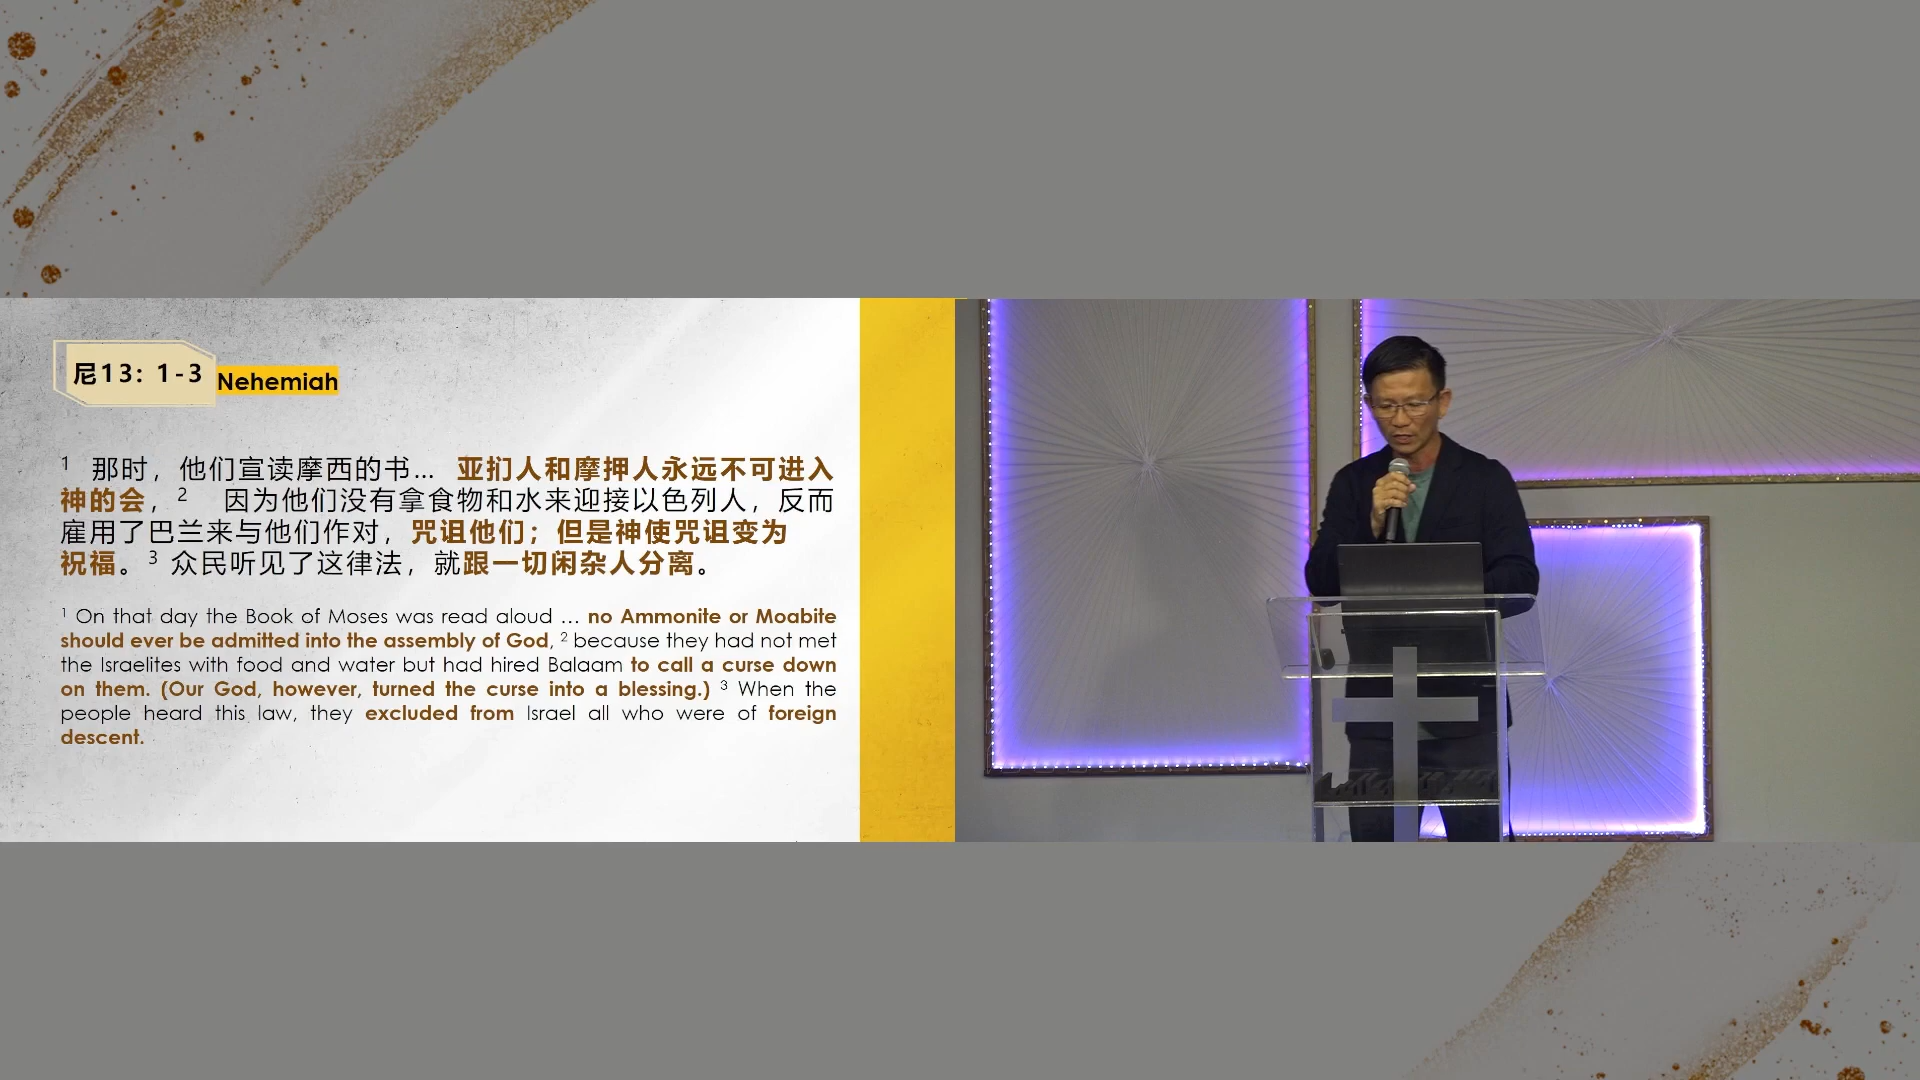 尼13: 1-3
Nehemiah
1 那时，他们宣读摩西的书… 亚扪人和摩押人永远不可进入
神的会，2 因为他们没有拿食物和水来迎接以色列人，反而
雇用了巴兰来与他们作对，咒诅他们；但是神使咒诅变为
祝福。3 众民听见了这律法，就跟一切闲杂人分离。
1 On that day the Book of Moses was read aloud … no Ammonite or Moabite
should ever be admitted into the assembly of God, 2 because they had not met
the Israelites with food and water but had hired Balaam to call a curse down
on them. (Our God, however, turned the curse into a blessing.) 3 When the
people heard this law, they excluded from Israel all who were of foreign
descent.